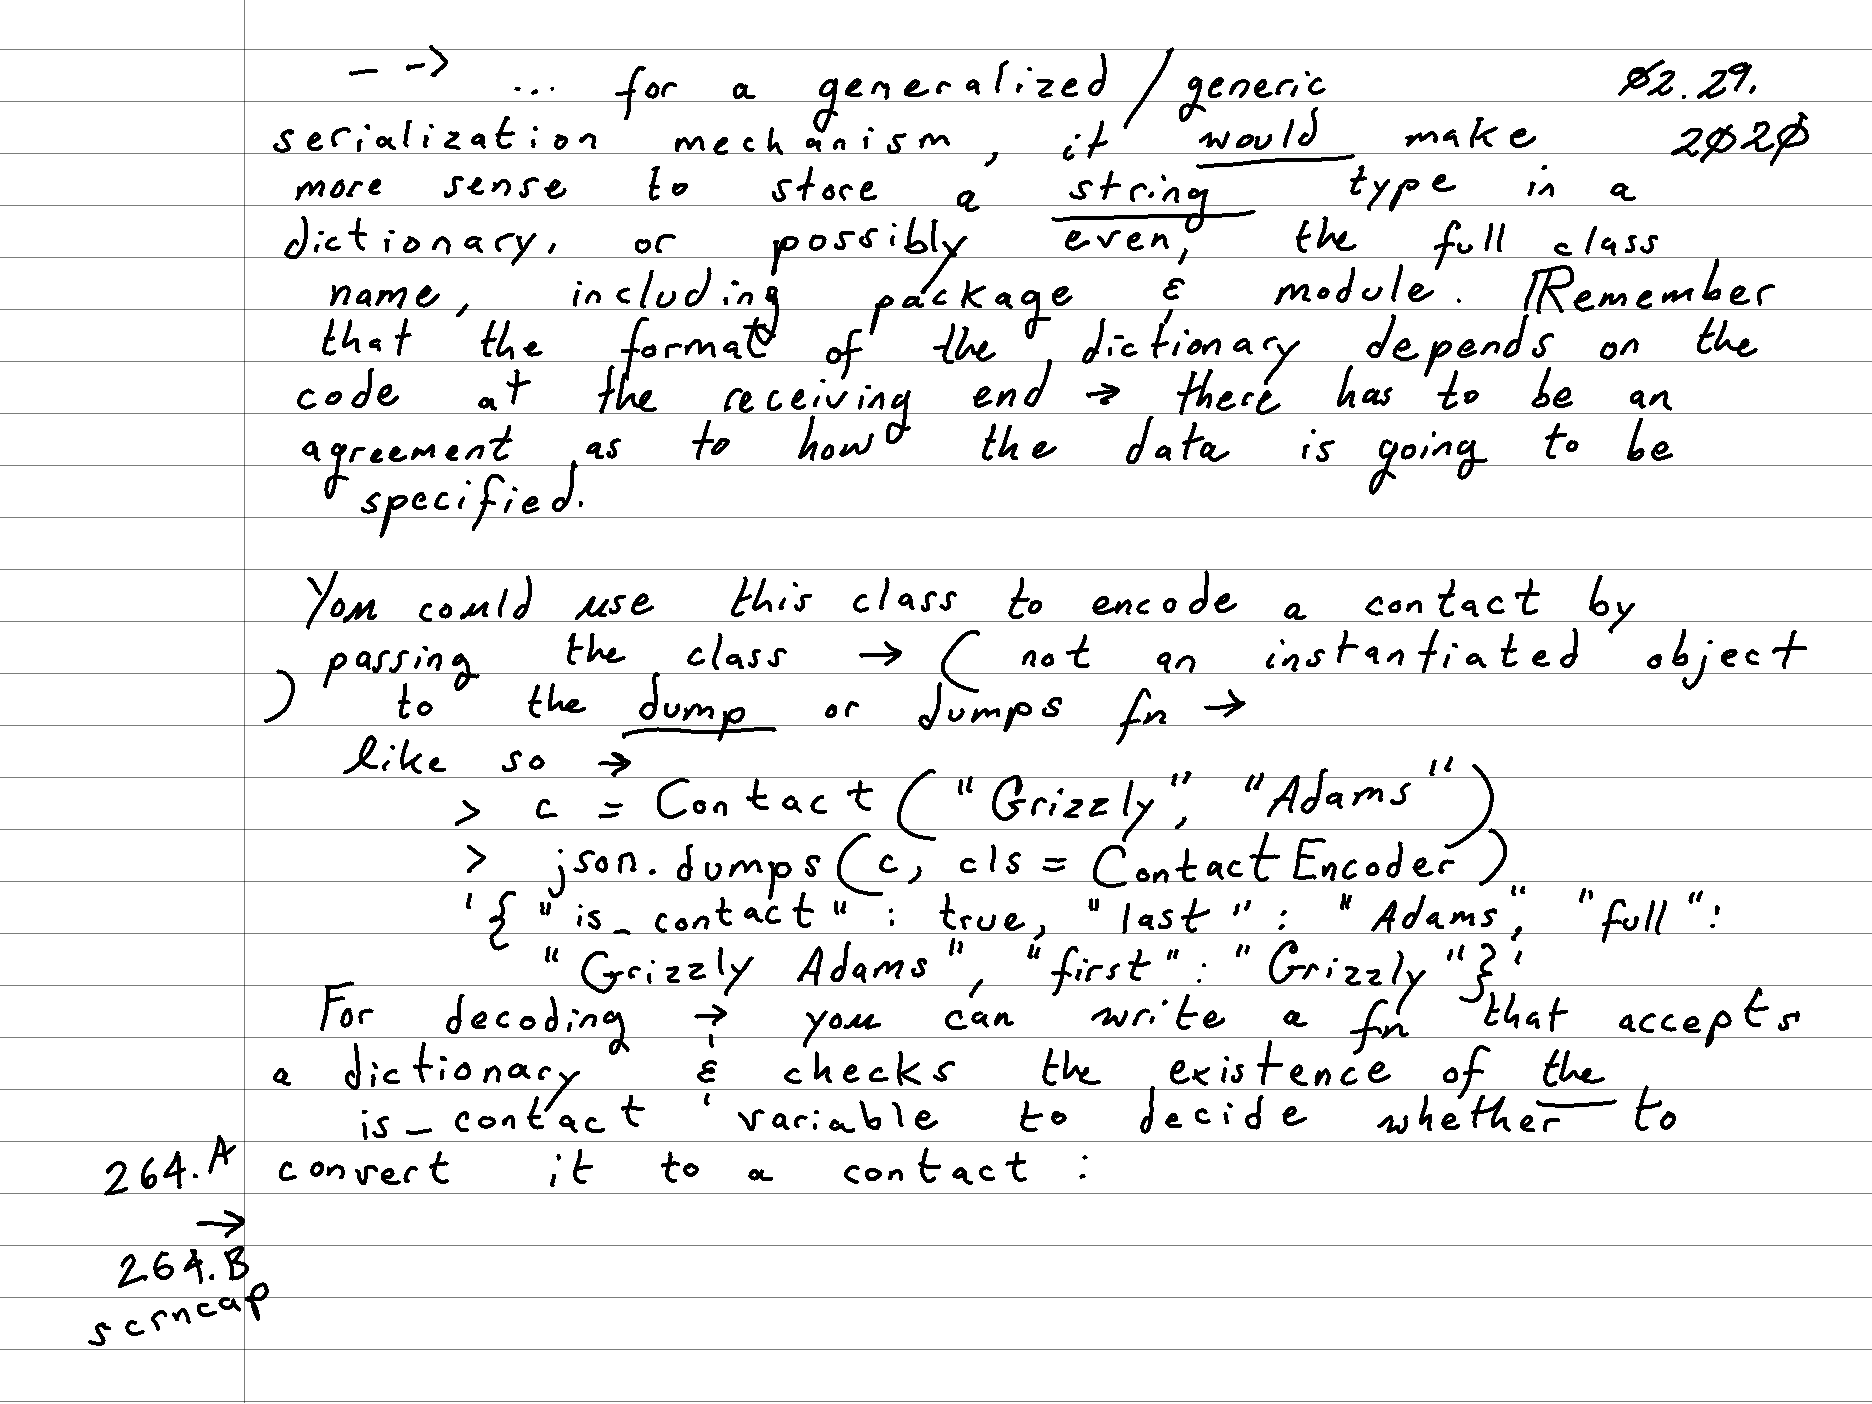 – -> ... for a generalized / generic 02.29.
serialization mechanism, it would make 2020
more sense to store a string type in a
dictionary, or possibly even, the full class
name, including package & module. Remember
that the format of the dictionary depends on the
code at the receiving end → there has to be an
agreement as to how the data is going to be
specified.
You could use this class to encode a contact by
passing the class → ( not an instantiated object
) to the dump or dumps fn →
like so →
> c = Contact ( "Grizzly", "Adams" )
> json.dumps(c, cls = ContactEncoder)
'{ "is_contact" : true, "last" : "Adams", "full" :
"Grizzly Adams", "first" : "Grizzly"}'
For decoding → you can write a fn that accepts
a dictionary & checks the existence of the
is_contact variable to decide whether to
264.A convert it to a contact :
→
264.B
scrncap